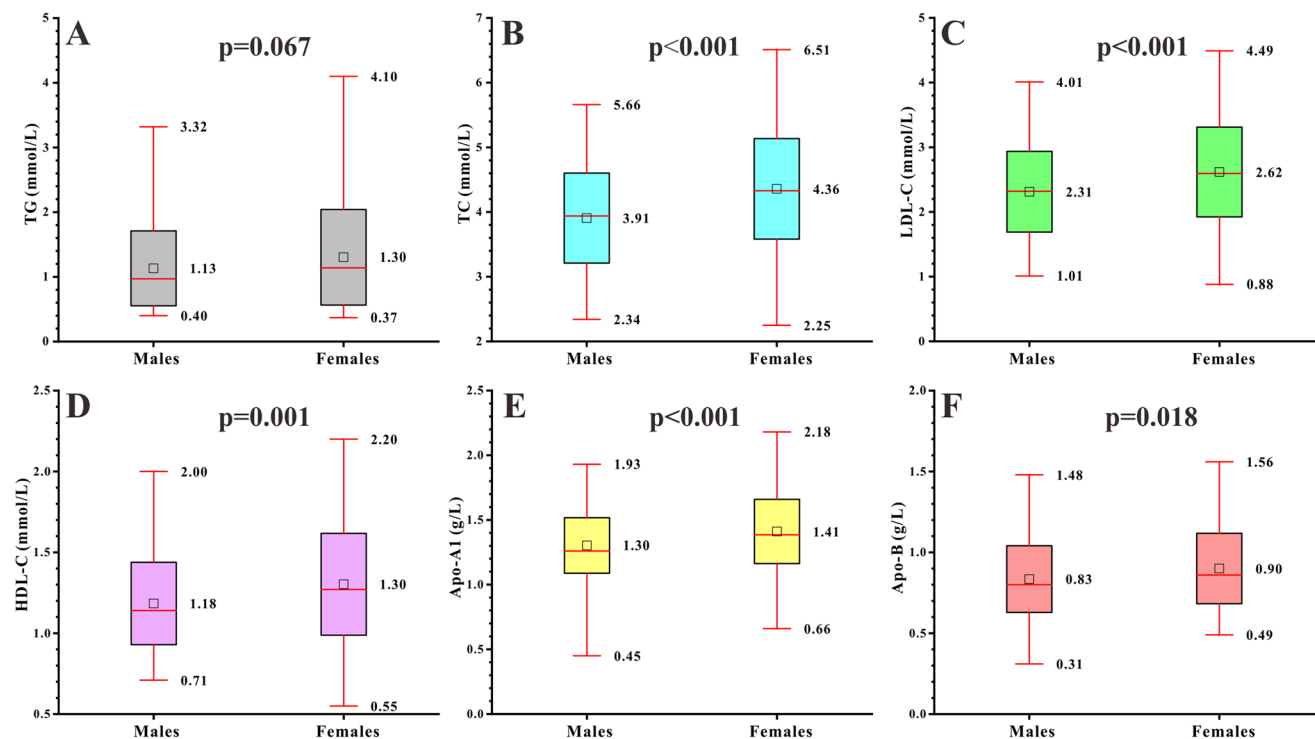 A
p=0.067
TG (mmol/L)
5
4
3
2
1
0
3.32
1.13
0.40
4.10
1.30
0.37
Males
Females
B
p<0.001
TC (mmol/L)
7
6
5
4
3
2
5.66
3.91
2.34
6.51
4.36
2.25
Males
Females
C
p<0.001
LDL-C (mmol/L)
5
4
3
2
1
0
4.01
2.31
1.01
4.49
2.62
0.88
Males
Females
D
p=0.001
HDL-C (mmol/L)
2.5
2.0
1.5
1.0
0.5
2.00
1.18
0.71
2.20
1.30
0.55
Males
Females
E
p<0.001
Apo-A1 (g/L)
2.5
2.0
1.5
1.0
0.5
0.0
1.93
1.30
0.45
2.18
1.41
0.66
Males
Females
F
p=0.018
Apo-B (g/L)
2.0
1.5
1.0
0.5
0.0
1.48
0.83
0.31
1.56
0.90
0.49
Males
Females